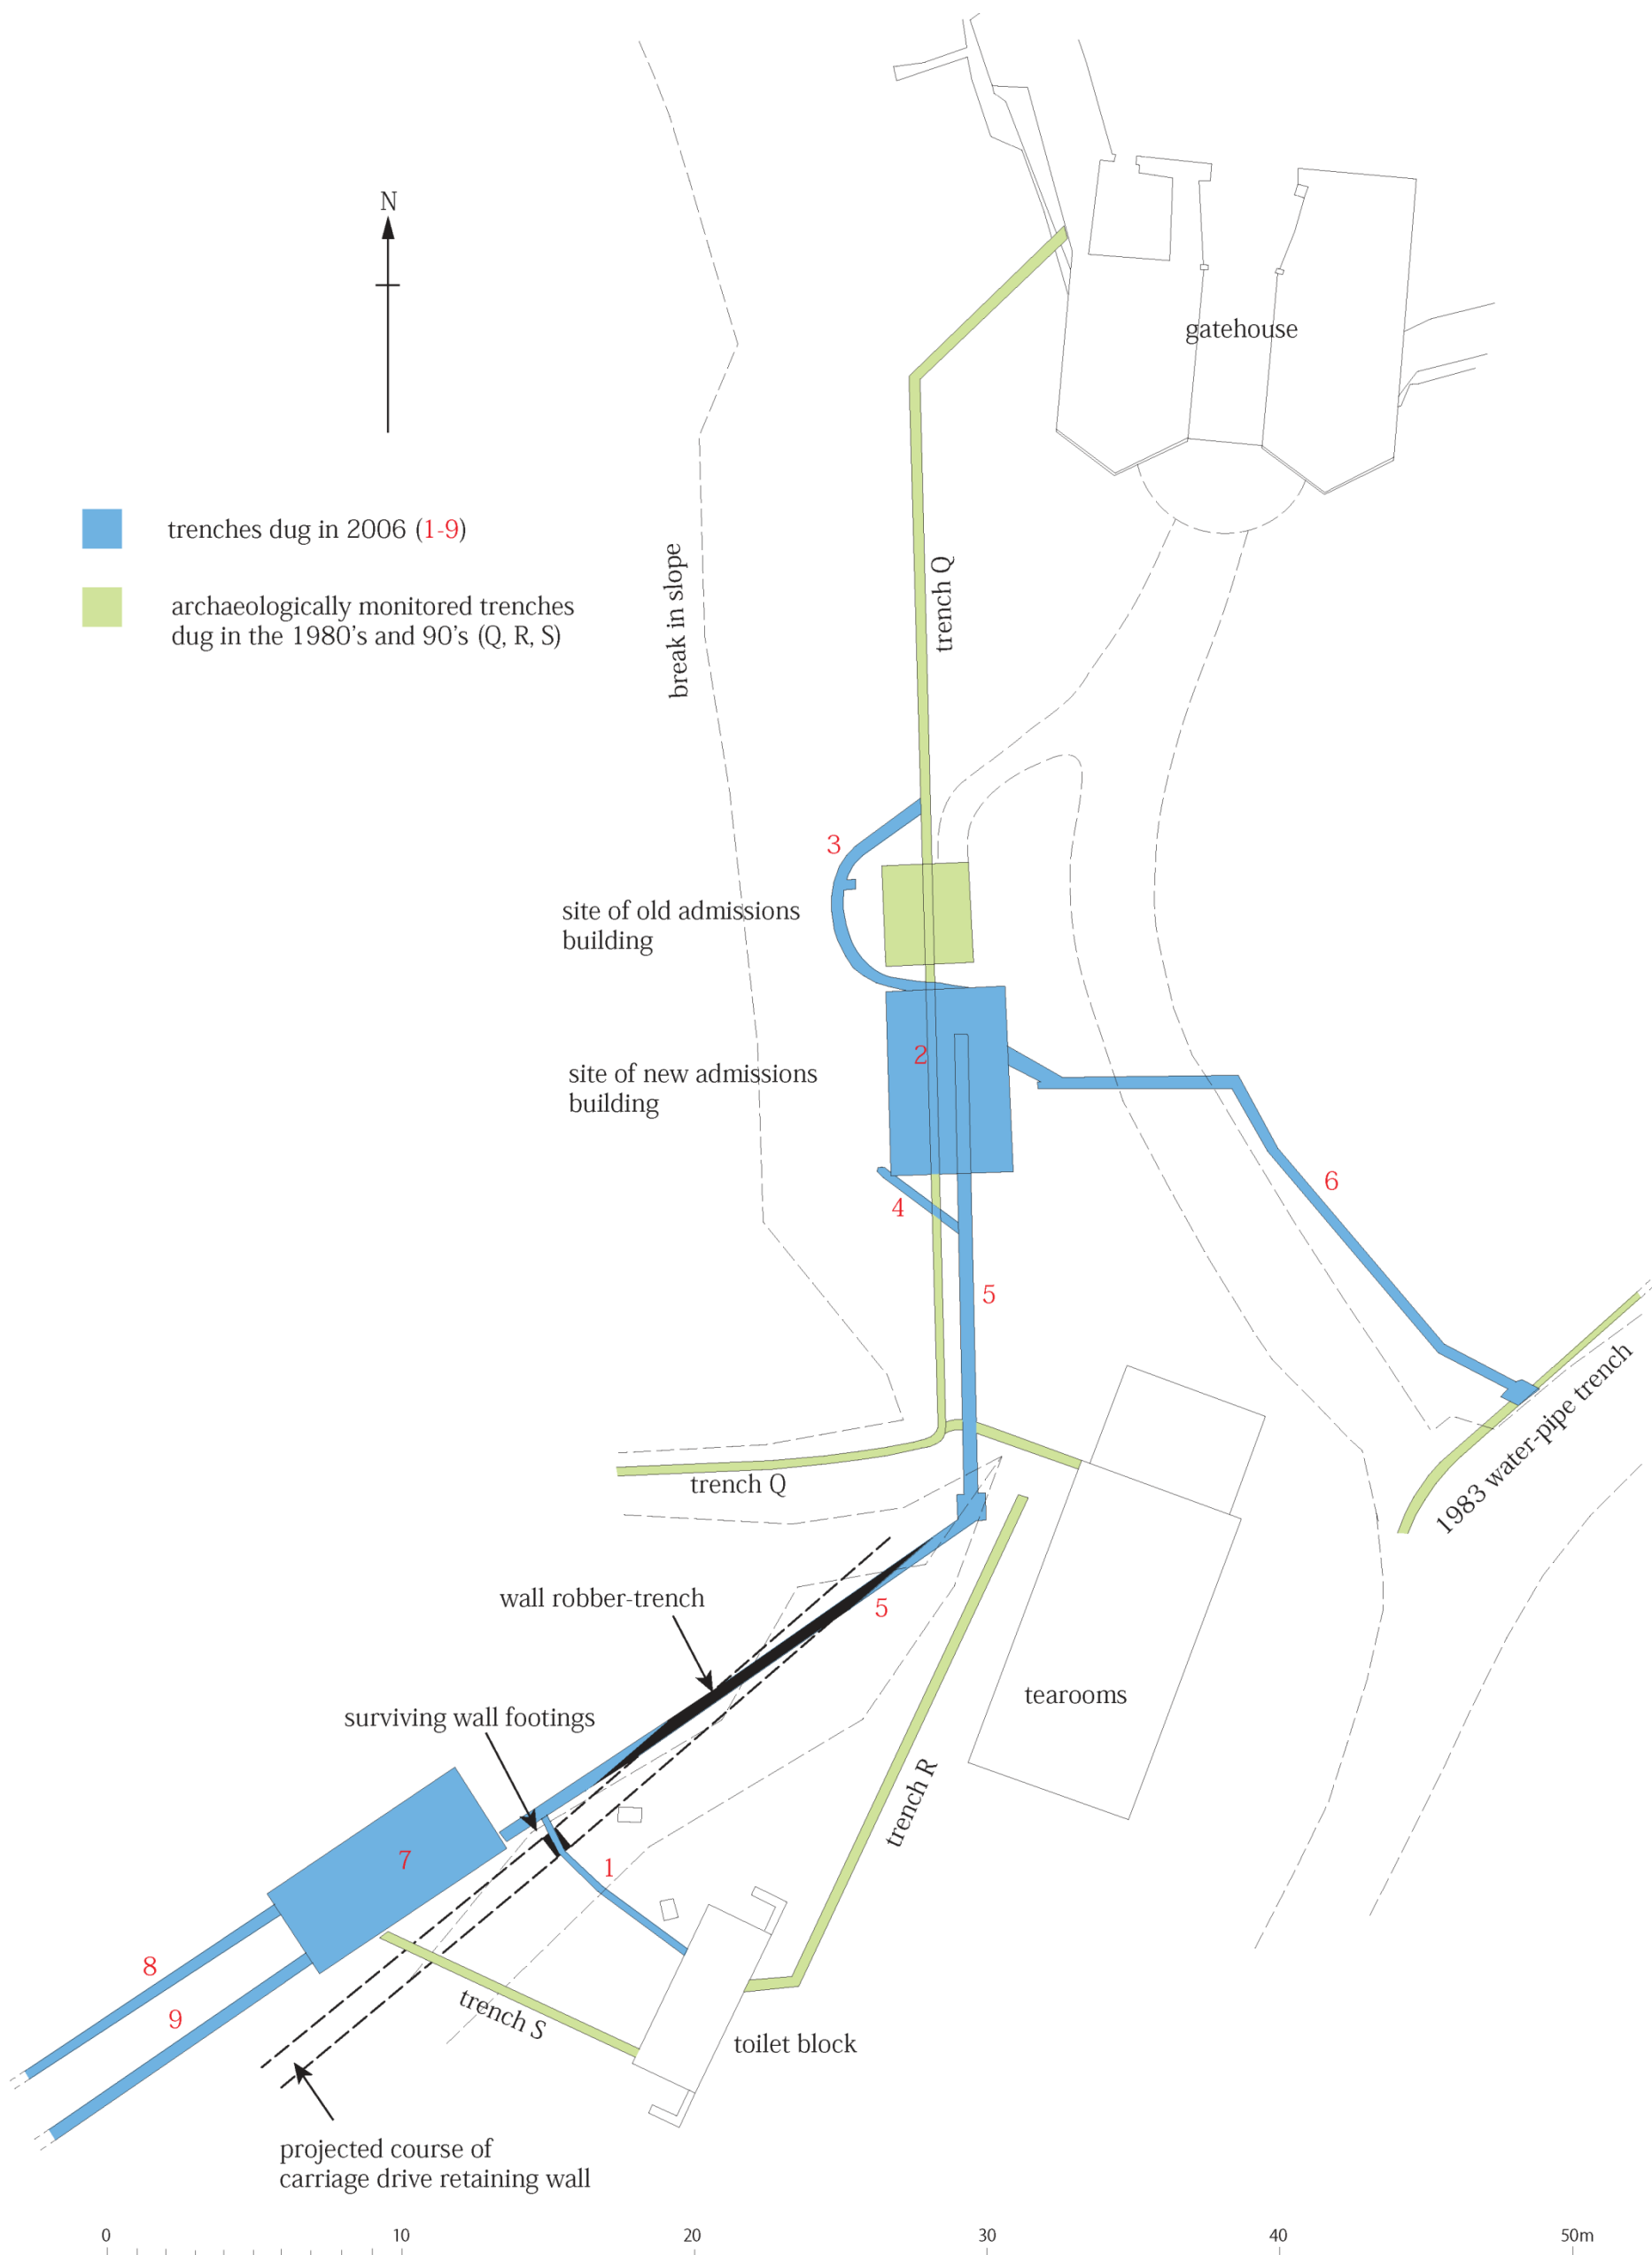 N
gatehouse
trenches dug in 2006 (1-9)
archaeologically monitored trenches
dug in the 1980's and 90's (Q, R, S)
break in slope
trench Q
3
site of old admissions
building
2
site of new admissions
building
6
4
5
1983 water-pipe trench
trench Q
wall robber-trench
5
tearooms
surviving wall footings
trench R
7
1
8
9
trench S
toilet block
projected course of
carriage drive retaining wall
0 10 20 30 40 50m